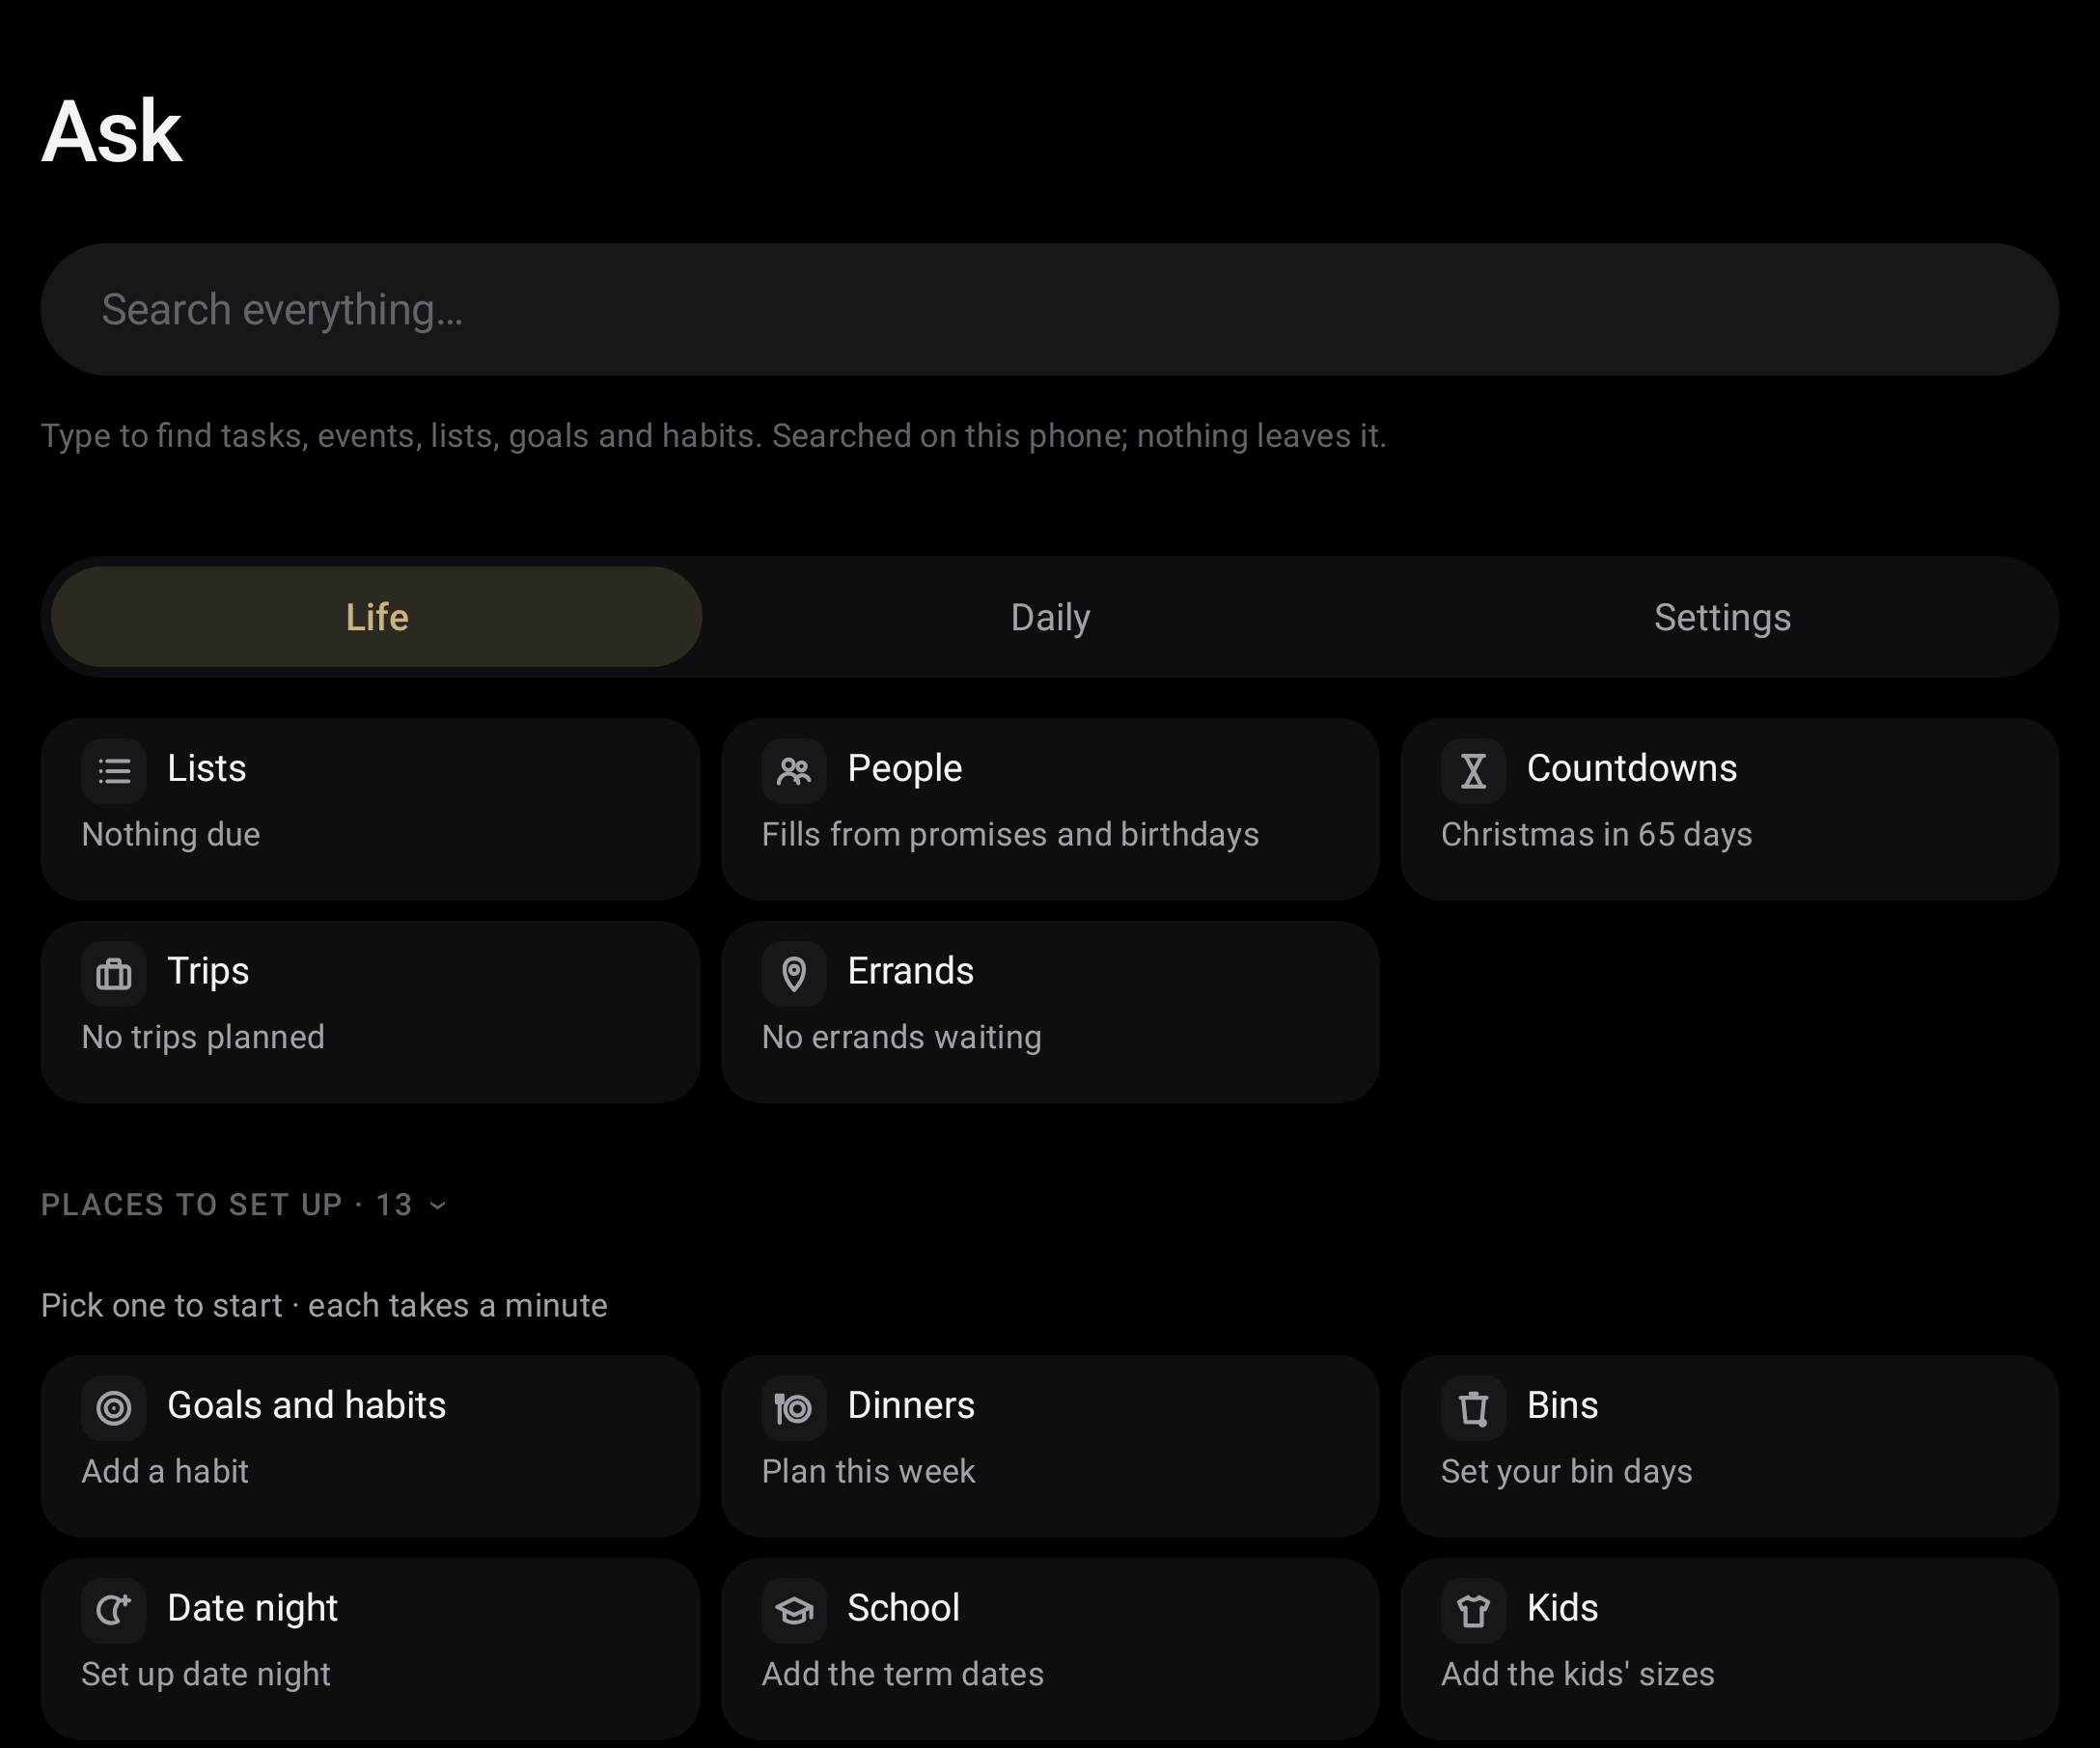 Ask
Search everything…
Type to find tasks, events, lists, goals and habits. Searched on this phone; nothing leaves it.
Life Daily Settings
Lists
Nothing due
People
Fills from promises and birthdays
Countdowns
Christmas in 65 days
Trips
No trips planned
Errands
No errands waiting
PLACES TO SET UP · 13
Pick one to start · each takes a minute
Goals and habits
Add a habit
Dinners
Plan this week
Bins
Set your bin days
Date night
Set up date night
School
Add the term dates
Kids
Add the kids' sizes